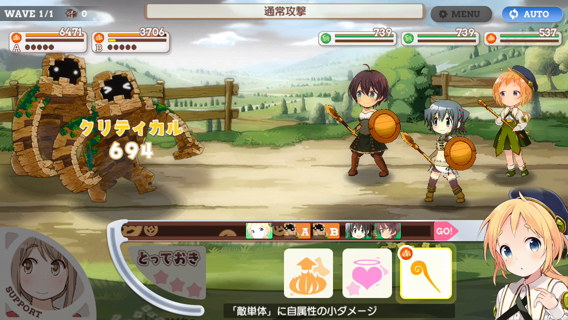 WAVE 1/1
0
通常攻撃
MENU
AUTO
6471
A
3706
B
739
739
537
クリティカル
694
A
B
GO!
とっておき
SUPPORT
「敵単体」に自属性の小ダメージ